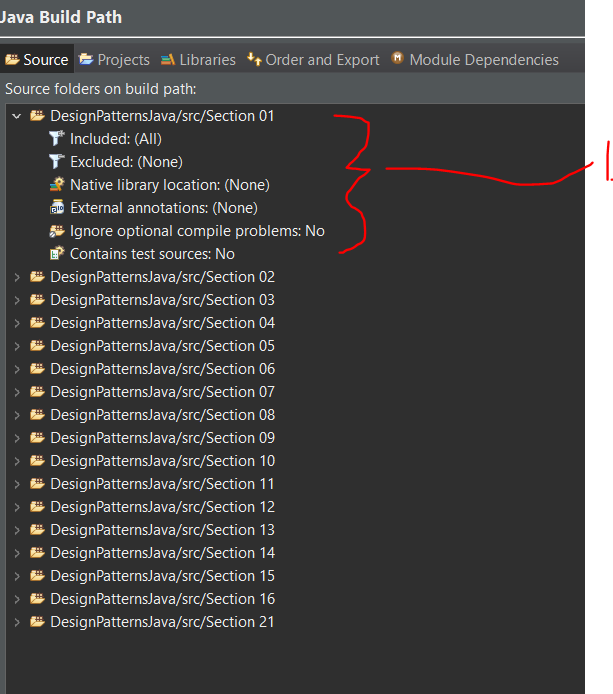 Java Build Path
Source Projects Libraries Order and Export Module Dependencies
Source folders on build path:
DesignPatternsJava/src/Section 01
Included: (All)
Excluded: (None)
Native library location: (None)
External annotations: (None)
Ignore optional compile problems: No
Contains test sources: No
1.
DesignPatternsJava/src/Section 02
DesignPatternsJava/src/Section 03
DesignPatternsJava/src/Section 04
DesignPatternsJava/src/Section 05
DesignPatternsJava/src/Section 06
DesignPatternsJava/src/Section 07
DesignPatternsJava/src/Section 08
DesignPatternsJava/src/Section 09
DesignPatternsJava/src/Section 10
DesignPatternsJava/src/Section 11
DesignPatternsJava/src/Section 12
DesignPatternsJava/src/Section 13
DesignPatternsJava/src/Section 14
DesignPatternsJava/src/Section 15
DesignPatternsJava/src/Section 16
DesignPatternsJava/src/Section 21